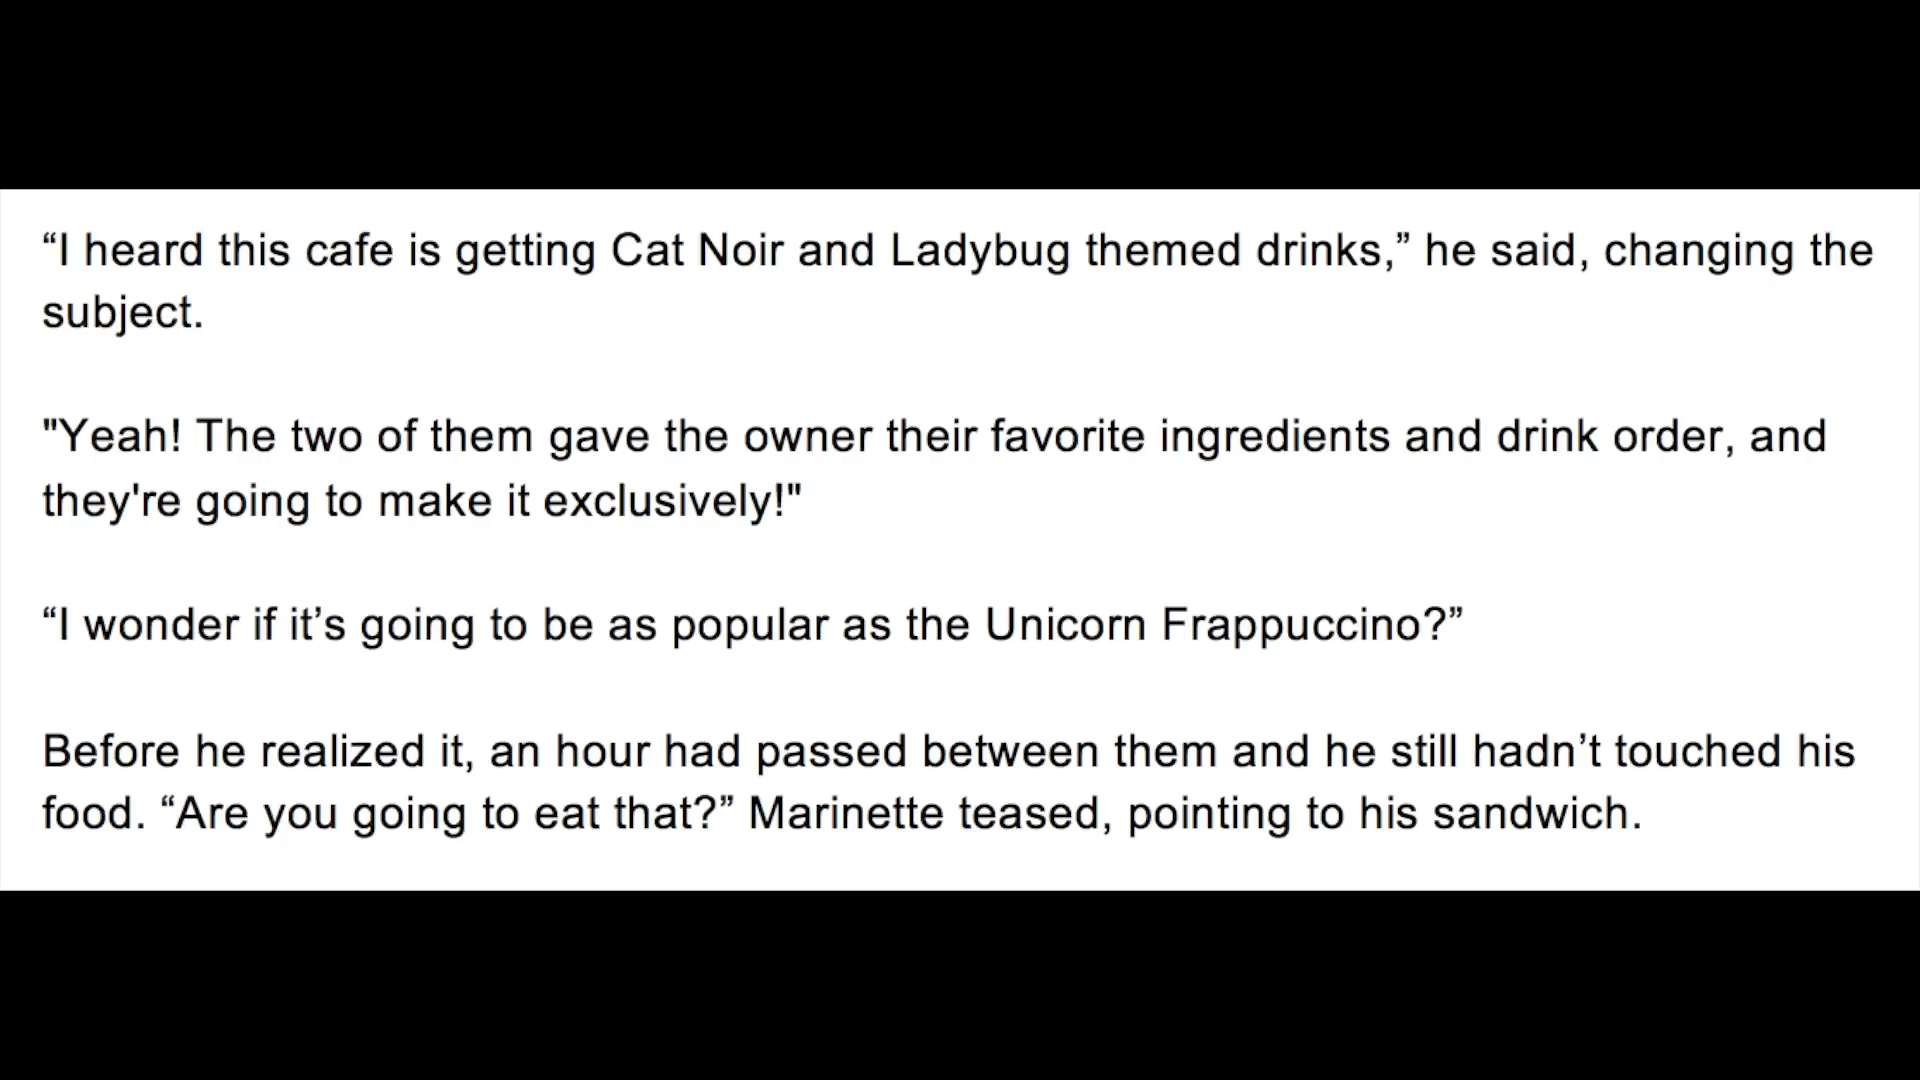 “I heard this cafe is getting Cat Noir and Ladybug themed drinks,” he said, changing the
subject.
"Yeah! The two of them gave the owner their favorite ingredients and drink order, and
they're going to make it exclusively!"
“I wonder if it’s going to be as popular as the Unicorn Frappuccino?”
Before he realized it, an hour had passed between them and he still hadn’t touched his
food. “Are you going to eat that?” Marinette teased, pointing to his sandwich.